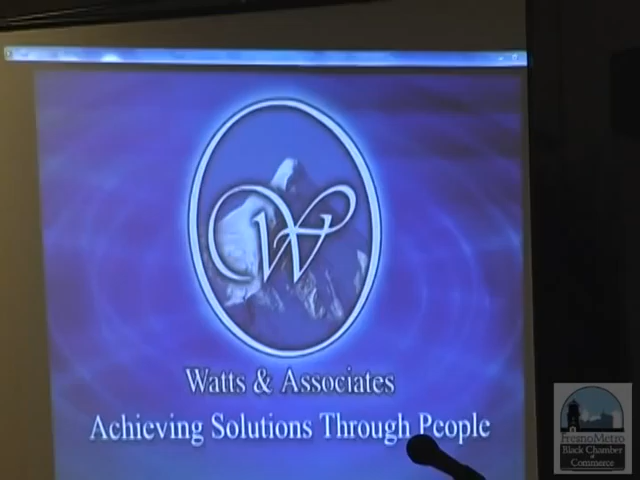 W
Watts & Associates
Achieving Solutions Through People
FresnoMetro
Black Chamber
of
Commerce